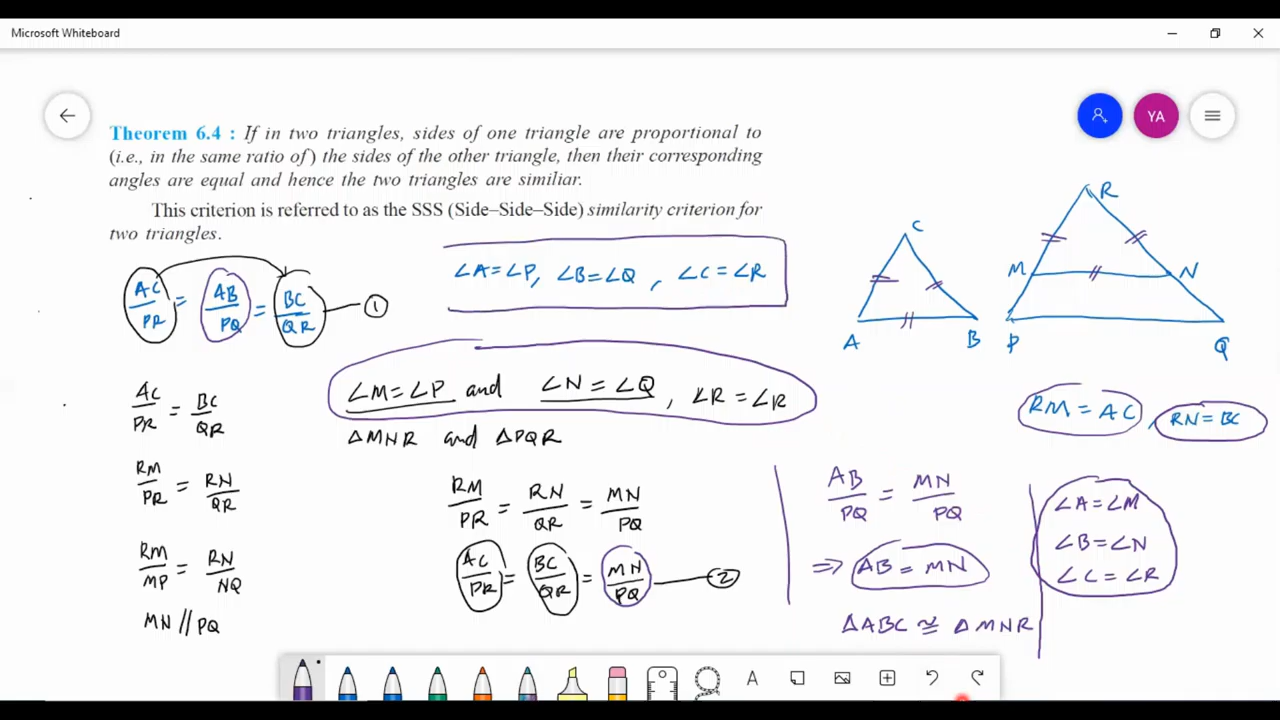 Microsoft Whiteboard
YA
Theorem 6.4 : If in two triangles, sides of one triangle are proportional to
(i.e., in the same ratio of) the sides of the other triangle, then their corresponding
angles are equal and hence the two triangles are similiar.
This criterion is referred to as the SSS (Side–Side–Side) similarity criterion for
two triangles.
∠A=∠P, ∠B=∠Q, ∠C=∠R
AC/PR = AB/PQ = BC/QR — ①
C
A
B
R
M
N
P
Q
∠M=∠P and ∠N=∠Q, ∠R=∠R
ΔMNR and ΔPQR
AC/PR = BC/QR
RM/PR = RN/QR
RM/MP = RN/NQ
MN//PQ
RM/PR = RN/QR = MN/PQ
AC/PR = BC/QR = MN/PQ — ②
RM = AC, RN = BC
AB/PQ = MN/PQ
⇒ AB = MN
ΔABC ≅ ΔMNR
∠A=∠M
∠B=∠N
∠C=∠R
A